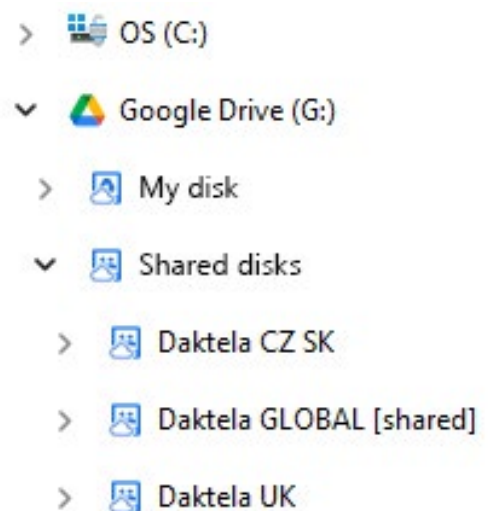 OS (C:)
Google Drive (G:)
My disk
Shared disks
Daktela CZ SK
Daktela GLOBAL [shared]
Daktela UK